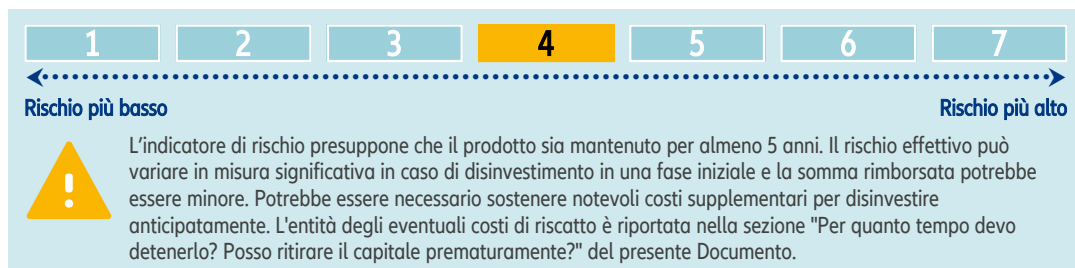 1 2 3 4 5 6 7
Rischio più basso Rischio più alto
L'indicatore di rischio presuppone che il prodotto sia mantenuto per almeno 5 anni. Il rischio effettivo può
variare in misura significativa in caso di disinvestimento in una fase iniziale e la somma rimborsata potrebbe
essere minore. Potrebbe essere necessario sostenere notevoli costi supplementari per disinvestire
anticipatamente. L'entità degli eventuali costi di riscatto è riportata nella sezione "Per quanto tempo devo
detenerlo? Posso ritirare il capitale prematuramente?" del presente Documento.